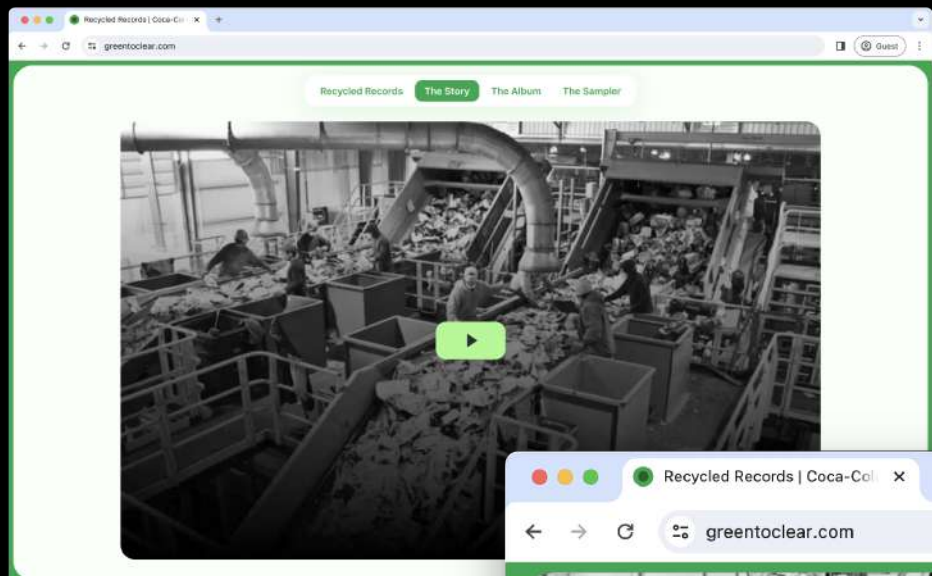 Recycled Records | Coca-Co
greentoclear.com
Guest
Recycled Records
The Story
The Album
The Sampler
Recycled Records | Coca-Col
greentoclear.com